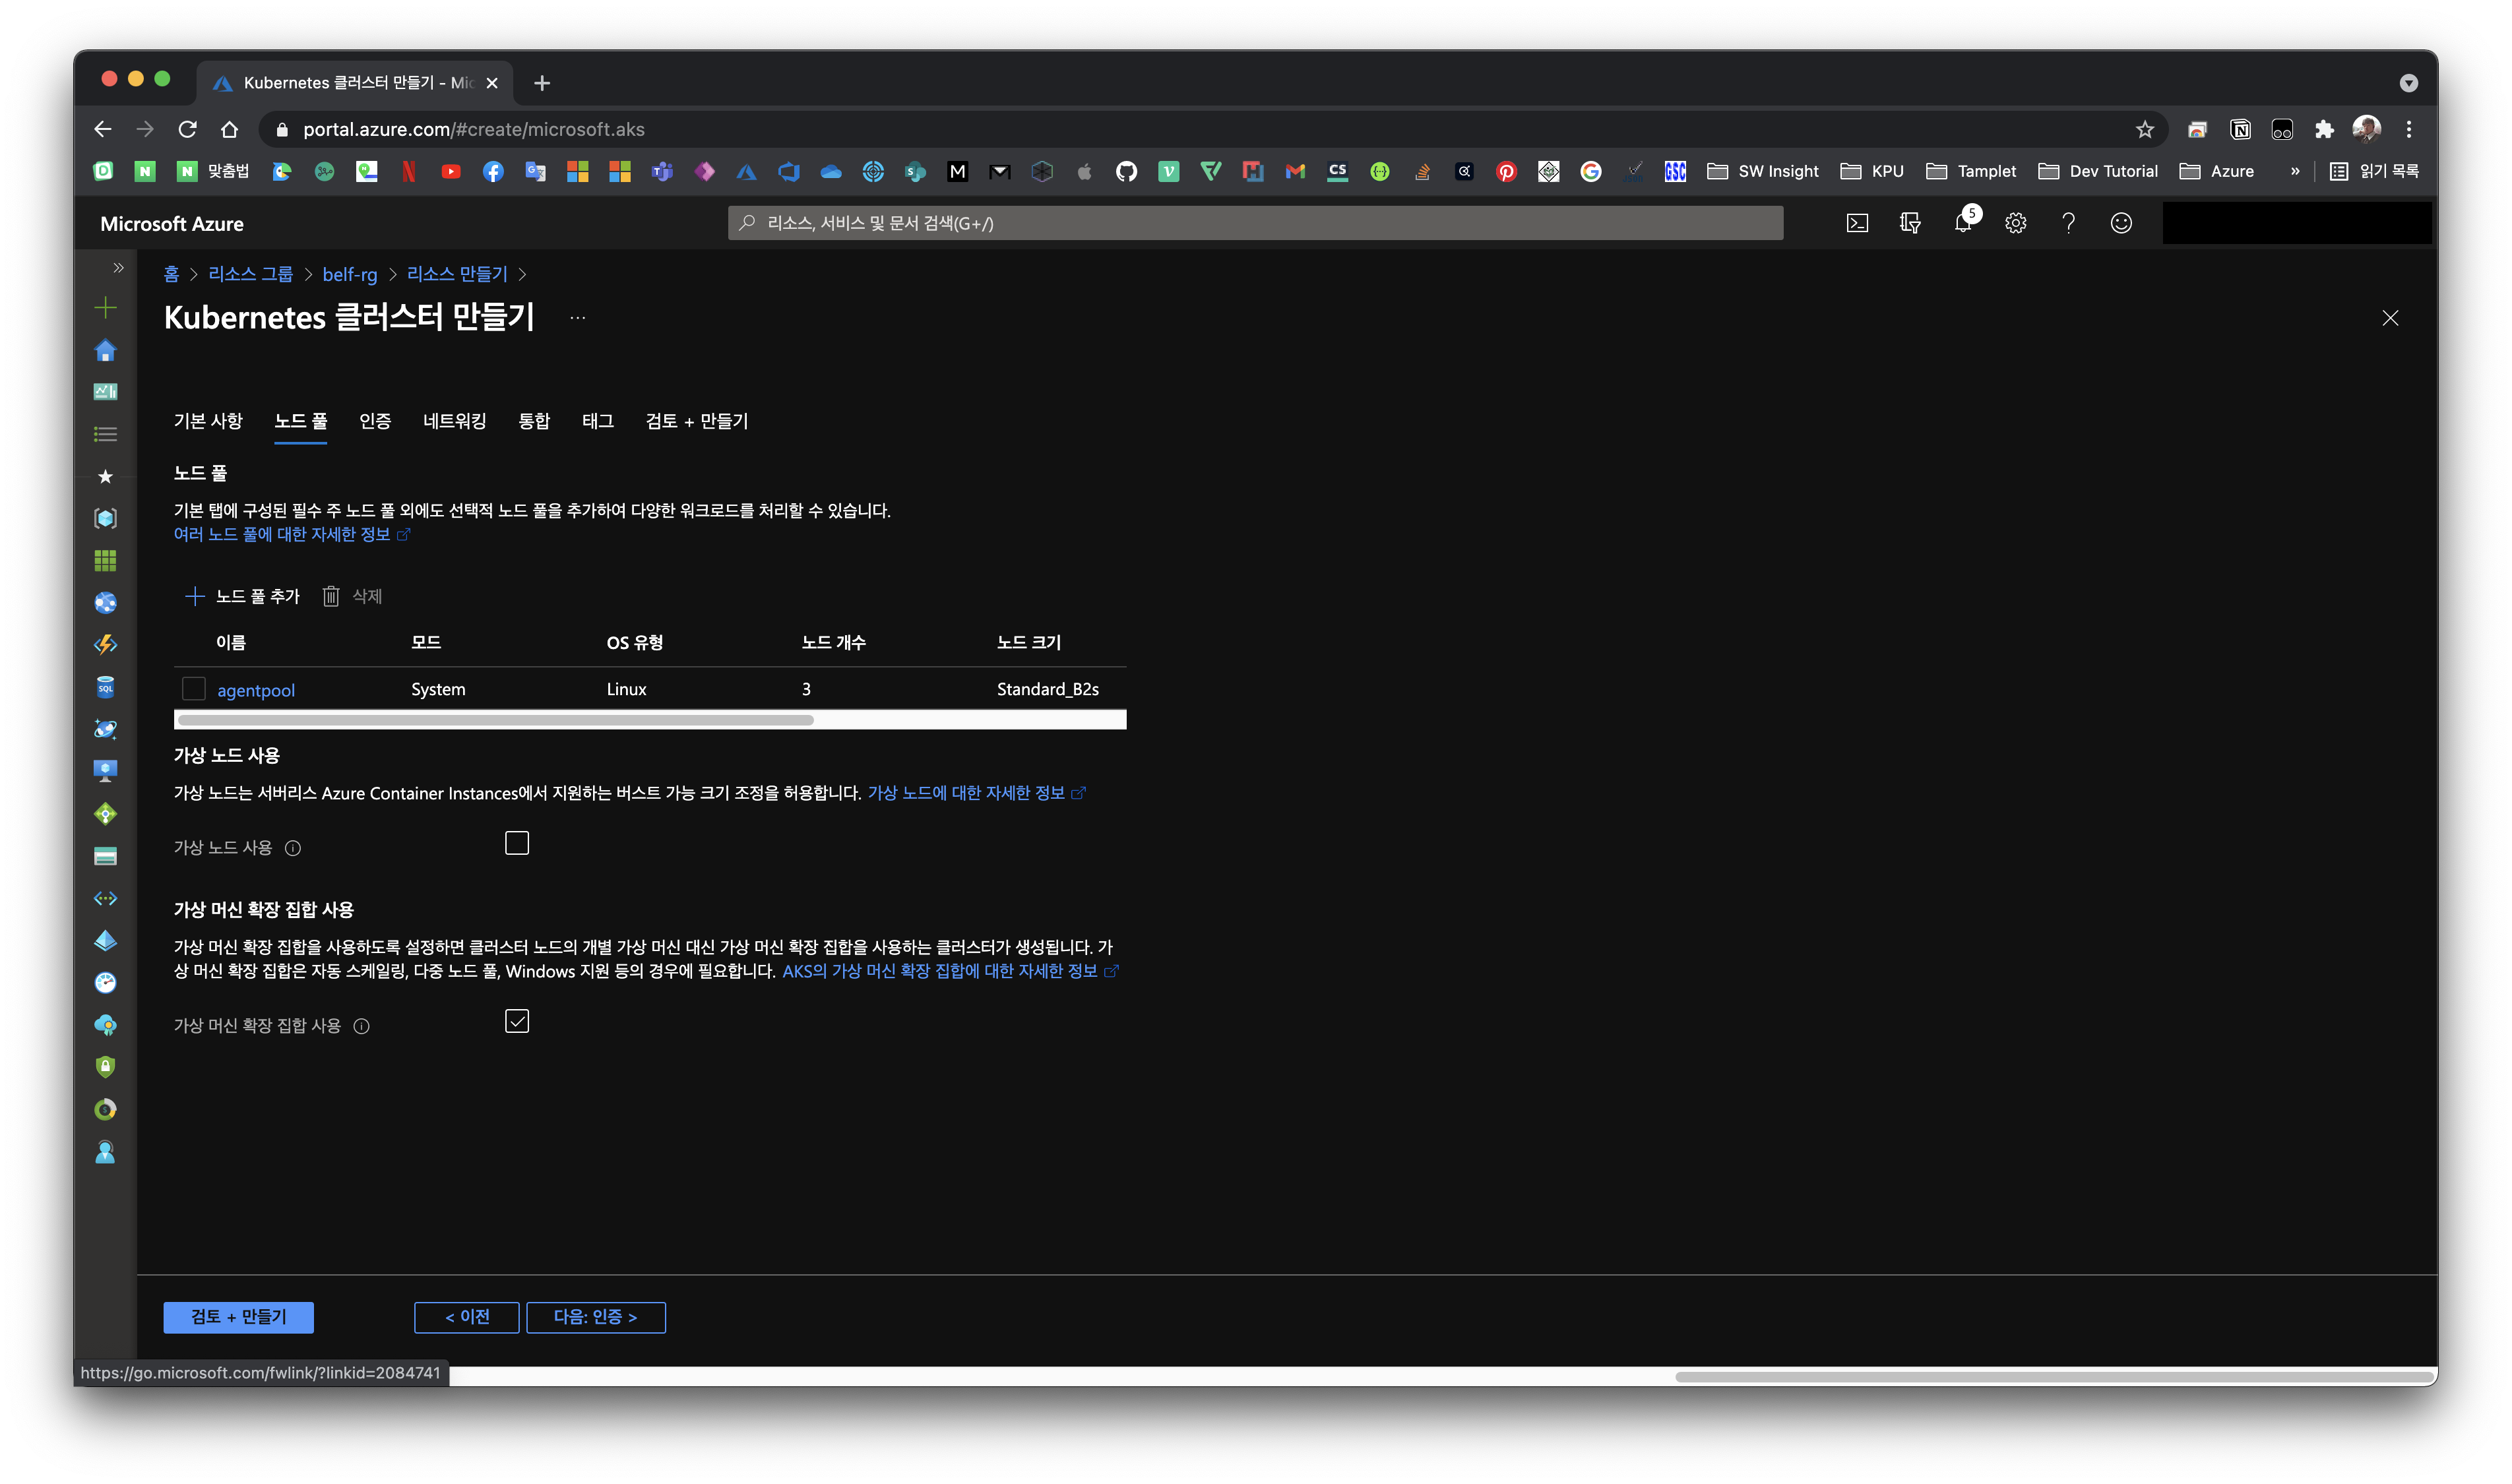 Kubernetes 클러스터 만들기 - Mic
portal.azure.com/#create/microsoft.aks
맞춤법
SW Insight
KPU
Tamplet
Dev Tutorial
Azure
»
읽기 목록
Microsoft Azure
리소스, 서비스 및 문서 검색(G+/)
5
홈 > 리소스 그룹 > belf-rg > 리소스 만들기 >
Kubernetes 클러스터 만들기 ...
기본 사항 노드 풀 인증 네트워킹 통합 태그 검토 + 만들기
노드 풀
기본 탭에 구성된 필수 주 노드 풀 외에도 선택적 노드 풀을 추가하여 다양한 워크로드를 처리할 수 있습니다.
여러 노드 풀에 대한 자세한 정보
노드 풀 추가 삭제
이름 모드 OS 유형 노드 개수 노드 크기
agentpool System Linux 3 Standard_B2s
가상 노드 사용
가상 노드는 서버리스 Azure Container Instances에서 지원하는 버스트 가능 크기 조정을 허용합니다. 가상 노드에 대한 자세한 정보
가상 노드 사용
가상 머신 확장 집합 사용
가상 머신 확장 집합을 사용하도록 설정하면 클러스터 노드의 개별 가상 머신 대신 가상 머신 확장 집합을 사용하는 클러스터가 생성됩니다. 가
상 머신 확장 집합은 자동 스케일링, 다중 노드 풀, Windows 지원 등의 경우에 필요합니다. AKS의 가상 머신 확장 집합에 대한 자세한 정보
가상 머신 확장 집합 사용
검토 + 만들기
< 이전
다음: 인증 >
https://go.microsoft.com/fwlink/?linkid=2084741